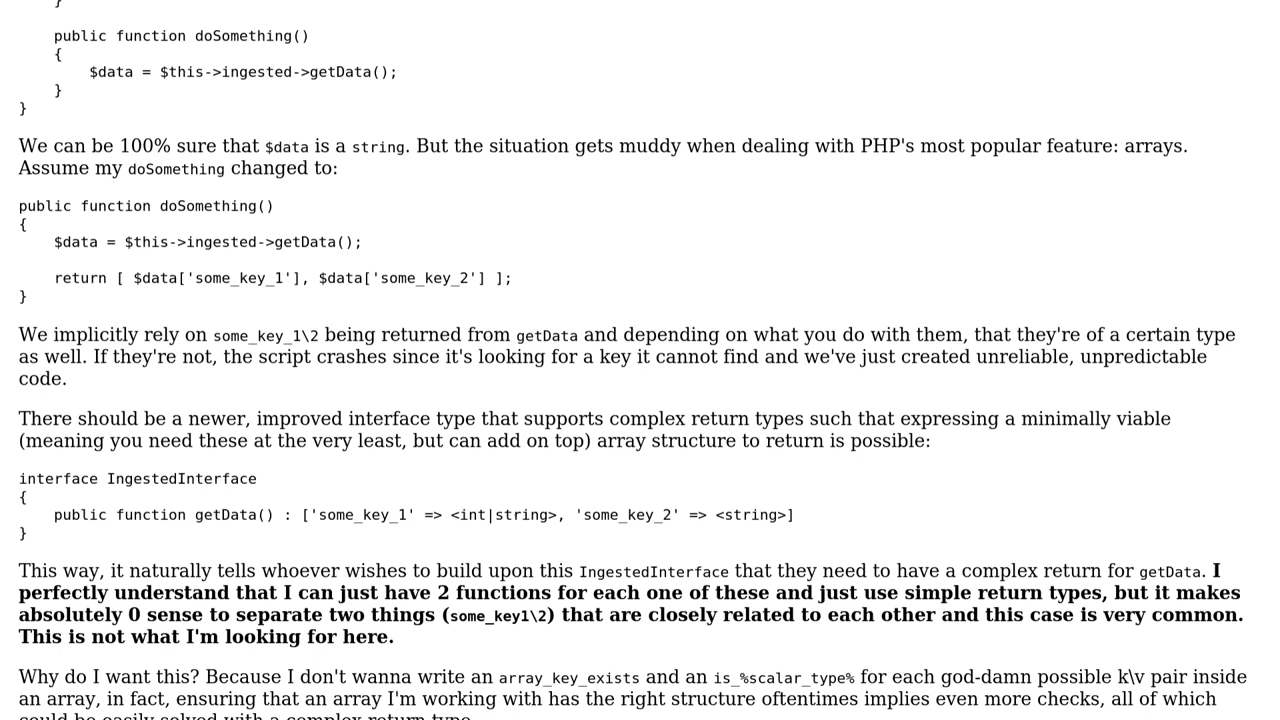 }
public function doSomething()
{
$data = $this->ingested->getData();
}
}
We can be 100% sure that $data is a string. But the situation gets muddy when dealing with PHP's most popular feature: arrays.
Assume my doSomething changed to:
public function doSomething()
{
$data = $this->ingested->getData();
return [ $data['some_key_1'], $data['some_key_2'] ];
}
We implicitly rely on some_key_1\2 being returned from getData and depending on what you do with them, that they're of a certain type
as well. If they're not, the script crashes since it's looking for a key it cannot find and we've just created unreliable, unpredictable
code.
There should be a newer, improved interface type that supports complex return types such that expressing a minimally viable
(meaning you need these at the very least, but can add on top) array structure to return is possible:
interface IngestedInterface
{
public function getData() : ['some_key_1' => <int|string>, 'some_key_2' => <string>]
}
This way, it naturally tells whoever wishes to build upon this IngestedInterface that they need to have a complex return for getData. I
perfectly understand that I can just have 2 functions for each one of these and just use simple return types, but it makes
absolutely 0 sense to separate two things (some_key1\2) that are closely related to each other and this case is very common.
This is not what I'm looking for here.
Why do I want this? Because I don't wanna write an array_key_exists and an is_%scalar_type% for each god-damn possible k\v pair inside
an array, in fact, ensuring that an array I'm working with has the right structure oftentimes implies even more checks, all of which
could be easily solved with a complex return type.